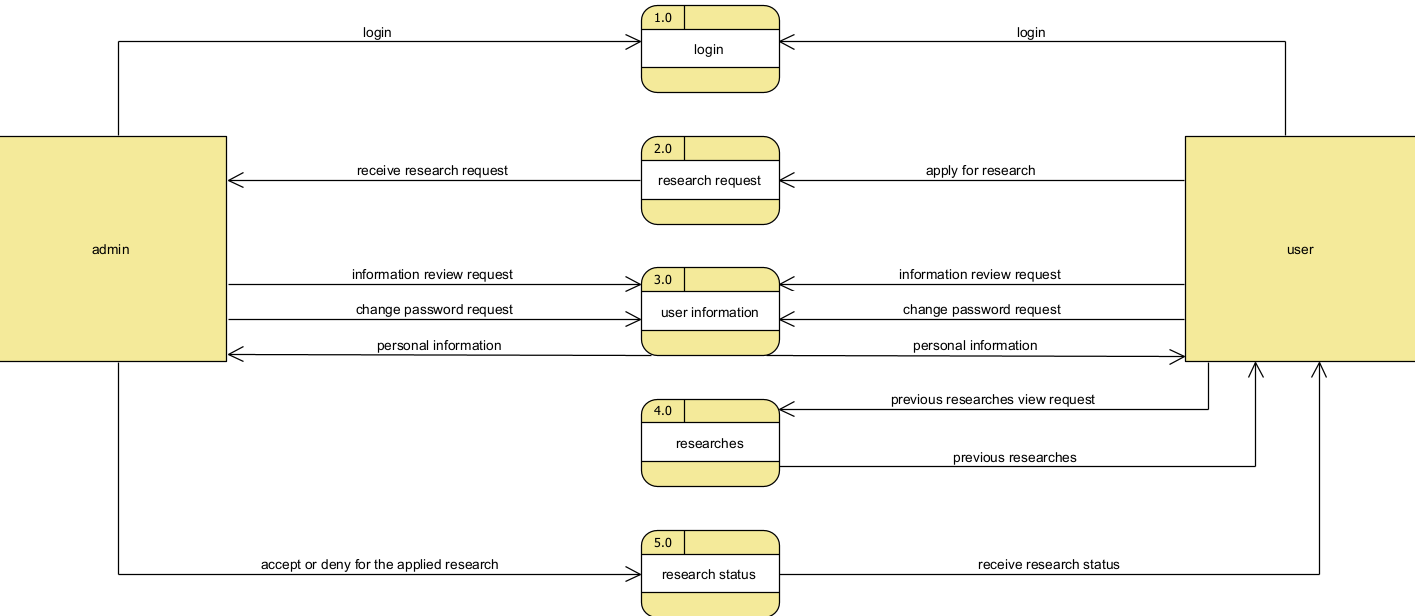 1.0
login
login
login
2.0
receive research request
research request
apply for research
admin
user
3.0
information review request
information review request
change password request
user information
change password request
personal information
personal information
4.0
previous researches view request
researches
previous researches
5.0
accept or deny for the applied research
research status
receive research status